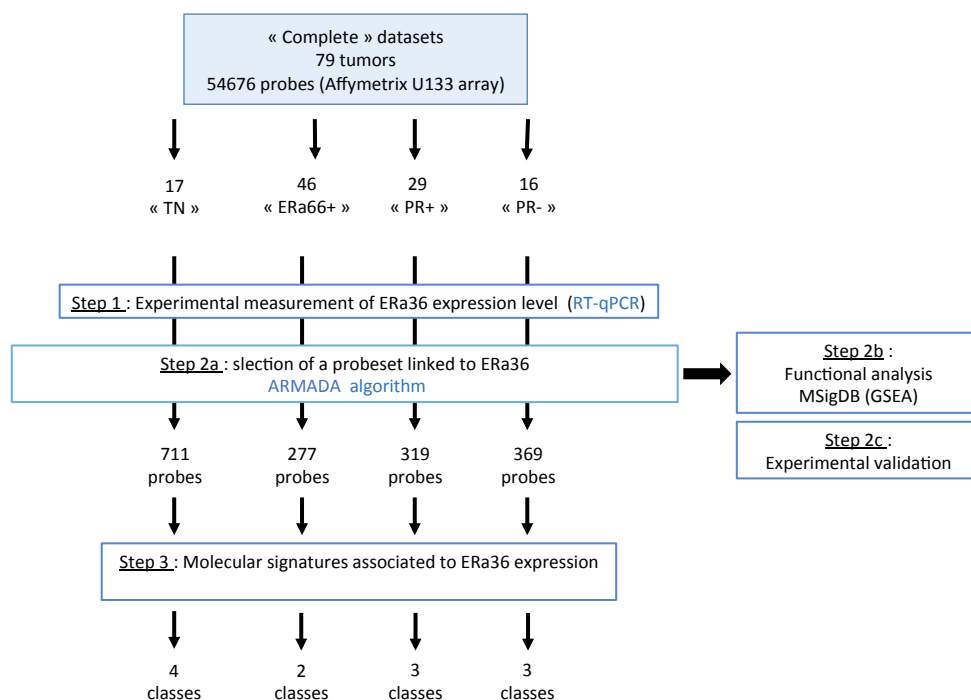 « Complete » datasets
79 tumors
54676 probes (Affymetrix U133 array)
17 46 29 16
« TN » « ERa66+ » « PR+ » « PR- »
Step 1 : Experimental measurement of ERa36 expression level (RT-qPCR)
Step 2a : slection of a probeset linked to ERa36
ARMADA algorithm
Step 2b :
Functional analysis
MSigDB (GSEA)
Step 2c :
Experimental validation
711 277 319 369
probes probes probes probes
Step 3 : Molecular signatures associated to ERa36 expression
4 2 3 3
classes classes classes classes